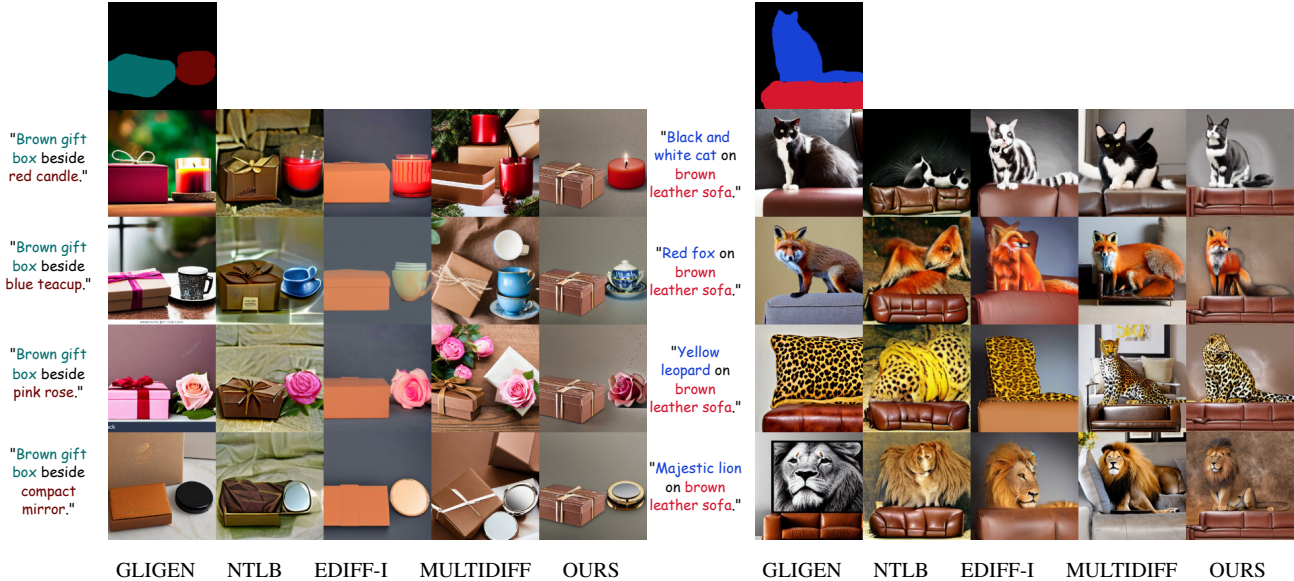 "Brown gift
box beside
red candle."
"Brown gift
box beside
blue teacup."
"Brown gift
box beside
pink rose."
"Brown gift
box beside
compact
mirror."
"Black and
white cat on
brown
leather sofa."
"Red fox on
brown
leather sofa."
"Yellow
leopard on
brown
leather sofa."
"Majestic lion
on brown
leather sofa."
GLIGEN NTLB EDIFF-I MULTIDIFF OURS
GLIGEN NTLB EDIFF-I MULTIDIFF OURS